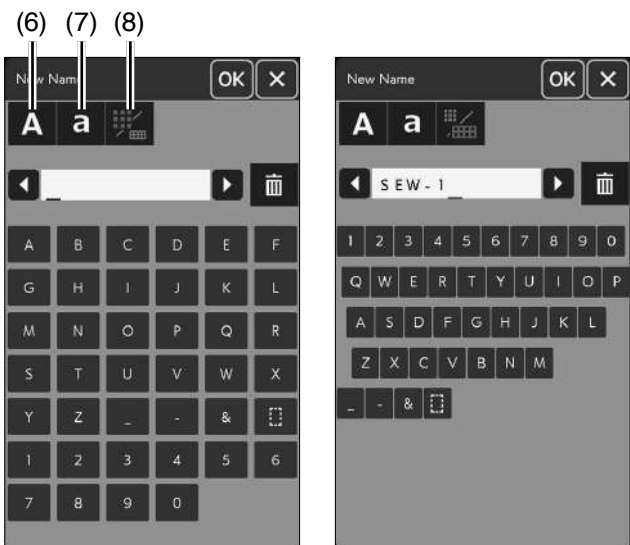 (6) (7) (8)
New Name OK X
A a
A B C D E F
G H I J K L
M N O P Q R
S T U V W X
Y Z _ - &
1 2 3 4 5 6
7 8 9 0
New Name OK X
A a
SEW-1_
1 2 3 4 5 6 7 8 9 0
Q W E R T Y U I O P
A S D F G H J K L
Z X C V B N M
_ - &